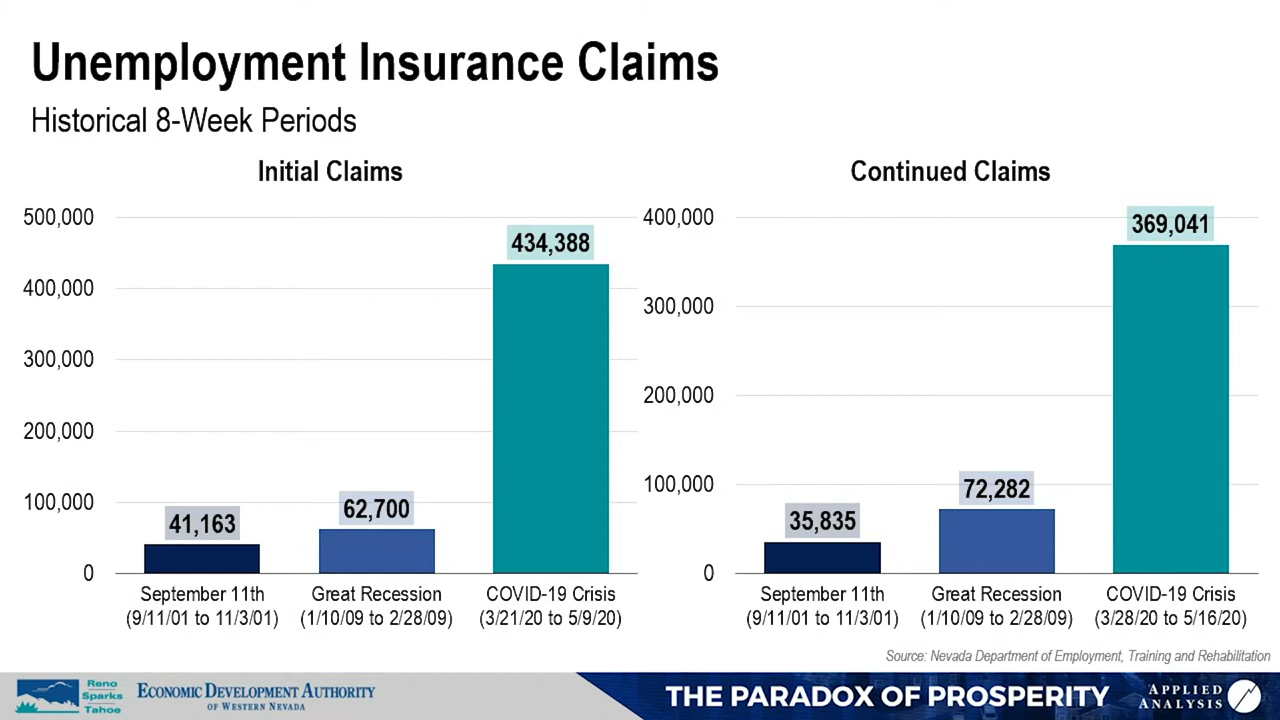 Unemployment Insurance Claims
Historical 8-Week Periods
Initial Claims
500,000
400,000
300,000
200,000
100,000
0
41,163
62,700
434,388
September 11th
(9/11/01 to 11/3/01)
Great Recession
(1/10/09 to 2/28/09)
COVID-19 Crisis
(3/21/20 to 5/9/20)
Continued Claims
400,000
300,000
200,000
100,000
0
35,835
72,282
369,041
September 11th
(9/11/01 to 11/3/01)
Great Recession
(1/10/09 to 2/28/09)
COVID-19 Crisis
(3/28/20 to 5/16/20)
Source: Nevada Department of Employment, Training and Rehabilitation
Reno
Sparks
Tahoe
ECONOMIC DEVELOPMENT AUTHORITY
OF WESTERN NEVADA
THE PARADOX OF PROSPERITY
APPLIED
ANALYSIS